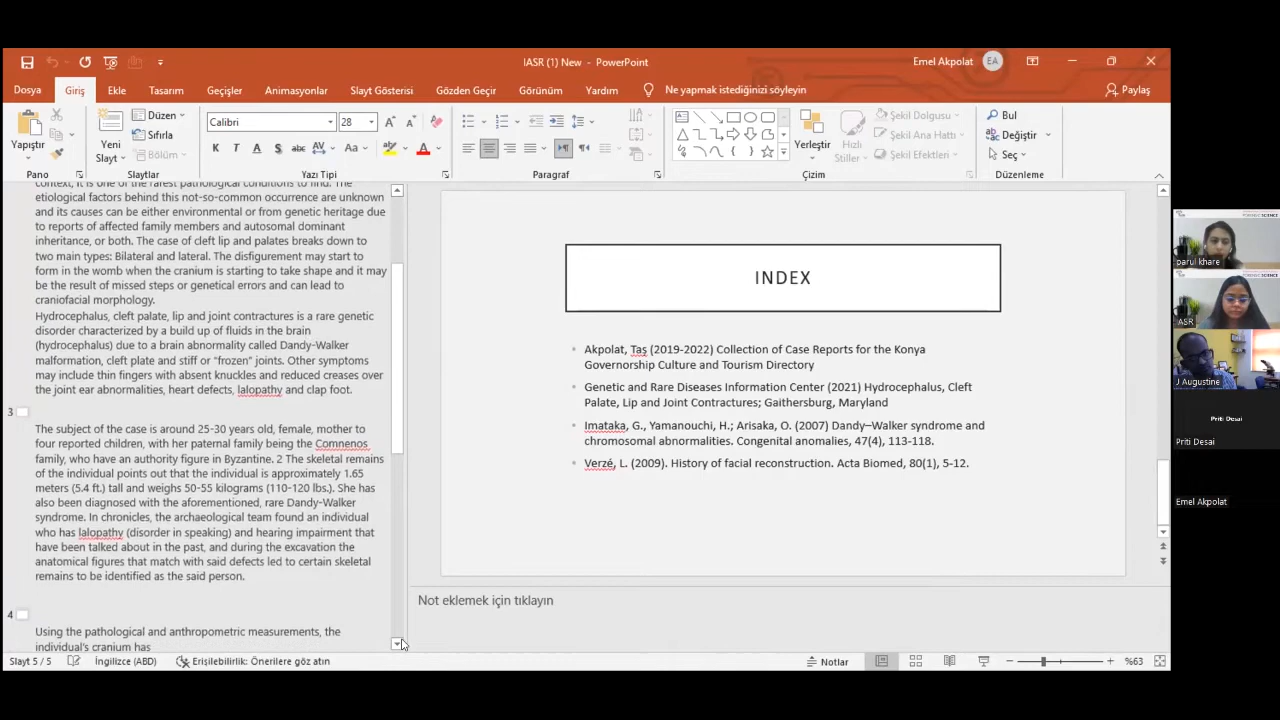 IASR (1) New - PowerPoint
Emel Akpolat
EA
Dosya
Giriş
Ekle
Tasarım
Geçişler
Animasyonlar
Slayt Gösterisi
Gözden Geçir
Görünüm
Yardım
Ne yapmak istediğinizi söyleyin
Paylaş
Yapıştır
Yeni
Slayt
Düzen
Sıfırla
Bölüm
Calibri
28
Yerleştir
Hızlı
Stiller
Şekil Dolgusu
Şekil Ana Hattı
Şekil Efektleri
Bul
Değiştir
Seç
Pano
Slaytlar
Yazı Tipi
Paragraf
Çizim
Düzenleme
context, it is one of the rarest pathological conditions to find. The
etiological factors behind this not-so-common occurrence are unknown
and its causes can be either environmental or from genetic heritage due
to reports of affected family members and autosomal dominant
inheritance, or both. The case of cleft lip and palates breaks down to
two main types: Bilateral and lateral. The disfigurement may start to
form in the womb when the cranium is starting to take shape and it may
be the result of missed steps or genetical errors and can lead to
craniofacial morphology.
Hydrocephalus, cleft palate, lip and joint contractures is a rare genetic
disorder characterized by a build up of fluids in the brain
(hydrocephalus) due to a brain abnormality called Dandy-Walker
malformation, cleft plate and stiff or “frozen” joints. Other symptoms
may include thin fingers with absent knuckles and reduced creases over
the joint ear abnormalities, heart defects, lalopathy and clap foot.
3
The subject of the case is around 25-30 years old, female, mother to
four reported children, with her paternal family being the Comnenos
family, who have an authority figure in Byzantine. 2 The skeletal remains
of the individual points out that the individual is approximately 1.65
meters (5.4 ft.) tall and weighs 50-55 kilograms (110-120 lbs.). She has
also been diagnosed with the aforementioned, rare Dandy-Walker
syndrome. In chronicles, the archaeological team found an individual
who has lalopathy (disorder in speaking) and hearing impairment that
have been talked about in the past, and during the excavation the
anatomical figures that match with said defects led to certain skeletal
remains to be identified as the said person.
4
Using the pathological and anthropometric measurements, the
individual's cranium has
INDEX
Akpolat, Taş (2019-2022) Collection of Case Reports for the Konya
Governorship Culture and Tourism Directory
Genetic and Rare Diseases Information Center (2021) Hydrocephalus, Cleft
Palate, Lip and Joint Contractures; Gaithersburg, Maryland
Imataka, G., Yamanouchi, H.; Arisaka, O. (2007) Dandy–Walker syndrome and
chromosomal abnormalities. Congenital anomalies, 47(4), 113-118.
Verzé, L. (2009). History of facial reconstruction. Acta Biomed, 80(1), 5-12.
Not eklemek için tıklayın
Slayt 5 / 5
İngilizce (ABD)
Erişilebilirlik: Önerilere göz atın
Notlar
%63
parul khare
ASR
J Augustine
Priti Desai
Priti Desai
Emel Akpolat